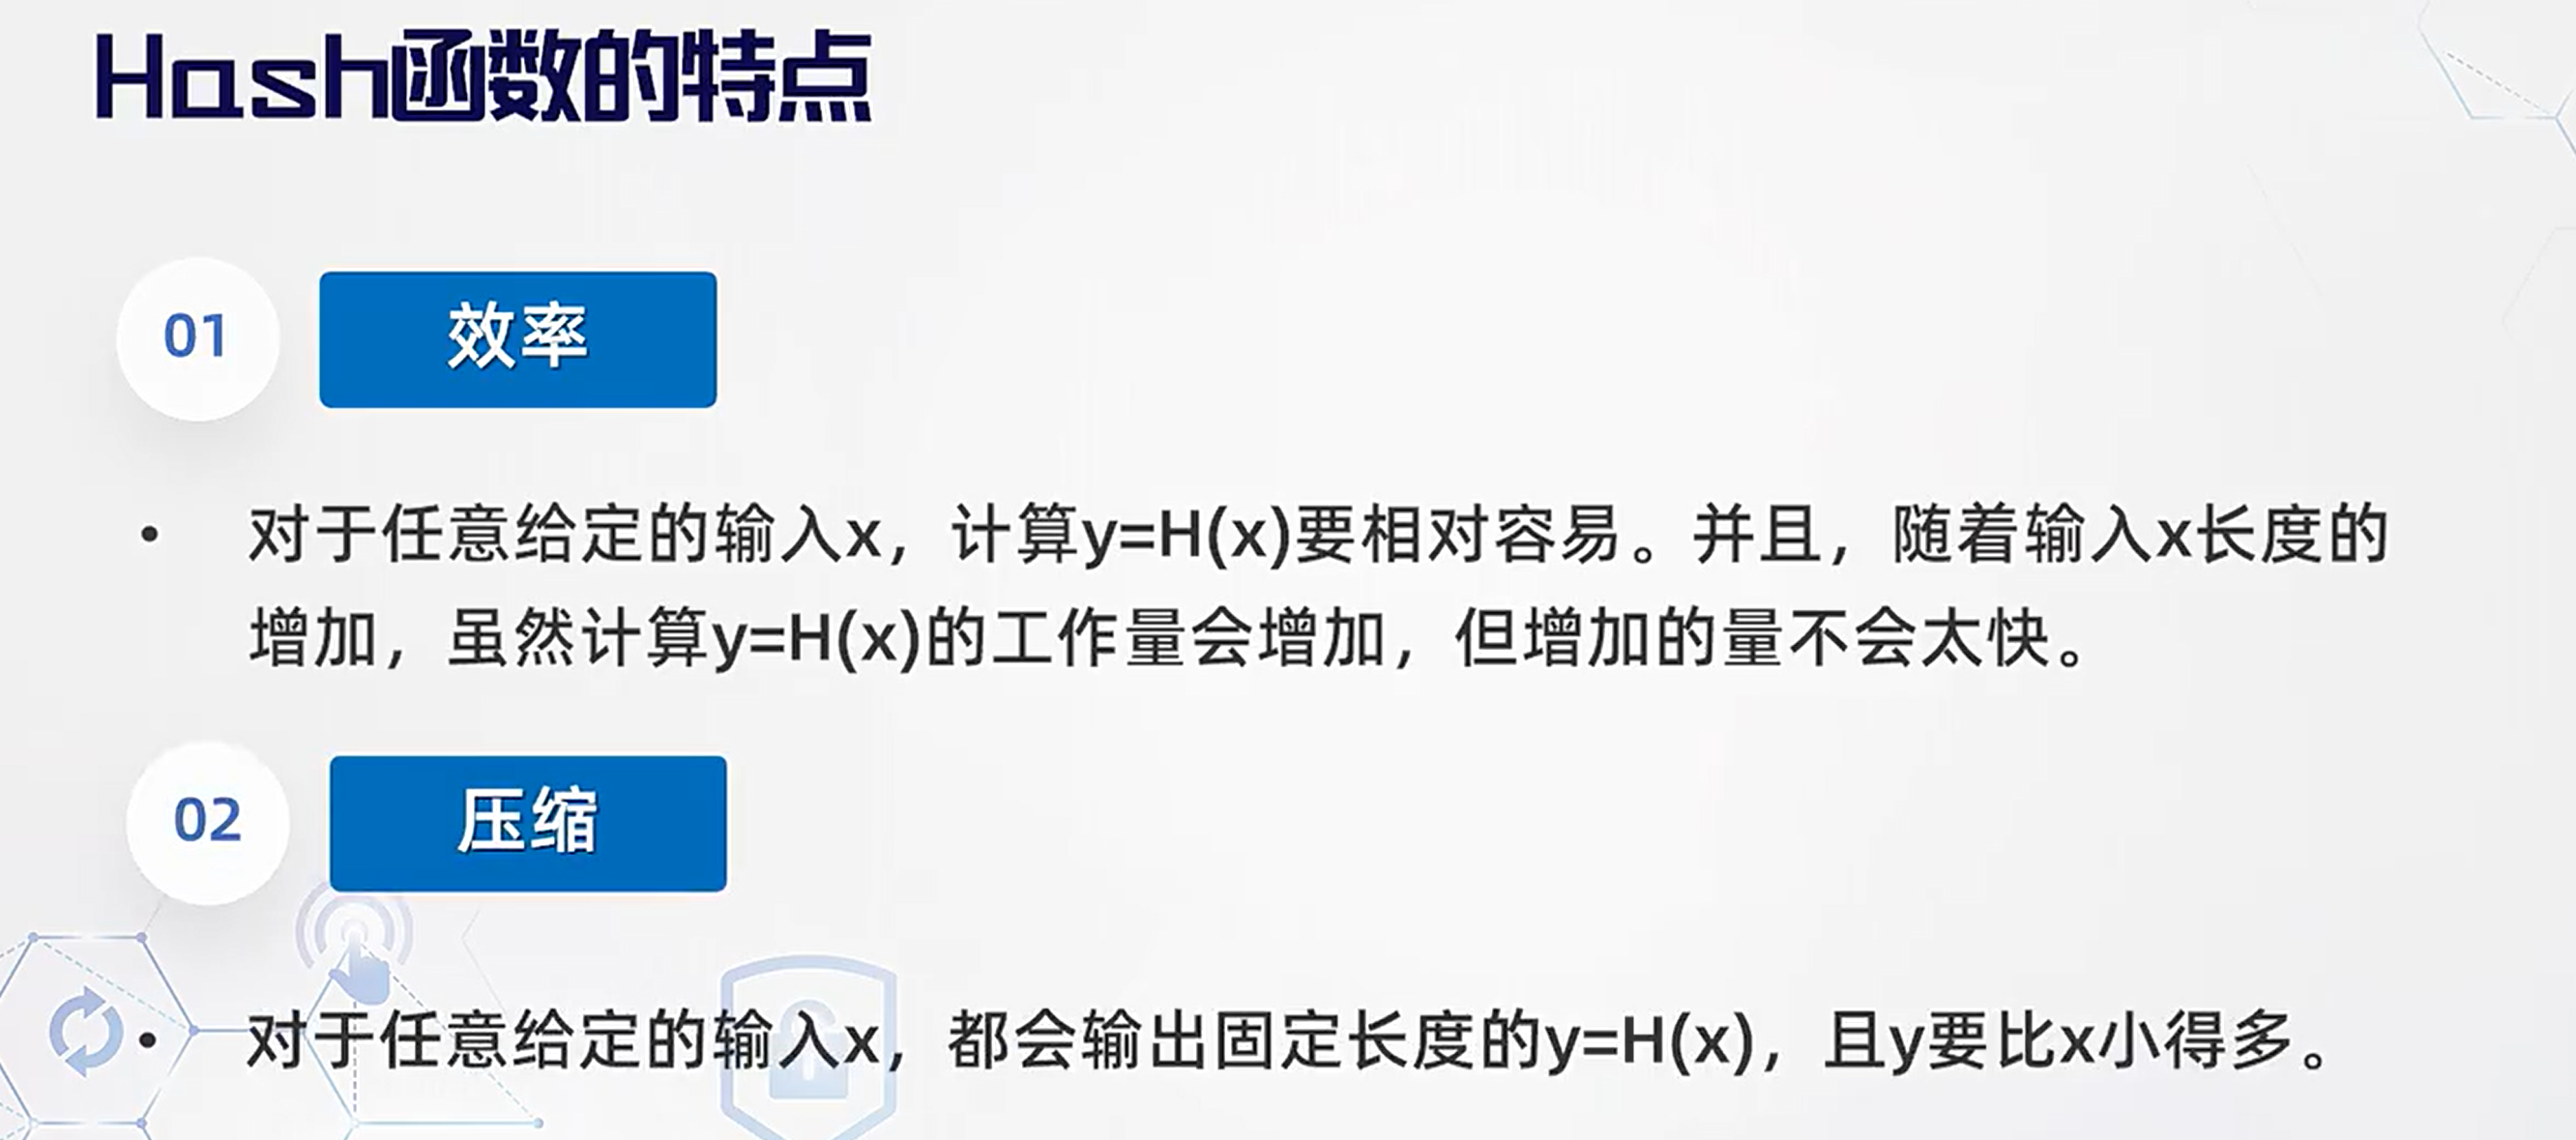 Hash函数的特点
01
效率
• 对于任意给定的输入x，计算y=H(x)要相对容易。并且，随着输入x长度的
增加，虽然计算y=H(x)的工作量会增加，但增加的量不会太快。
02
压缩
• 对于任意给定的输入x，都会输出固定长度的y=H(x)，且y要比x小得多。